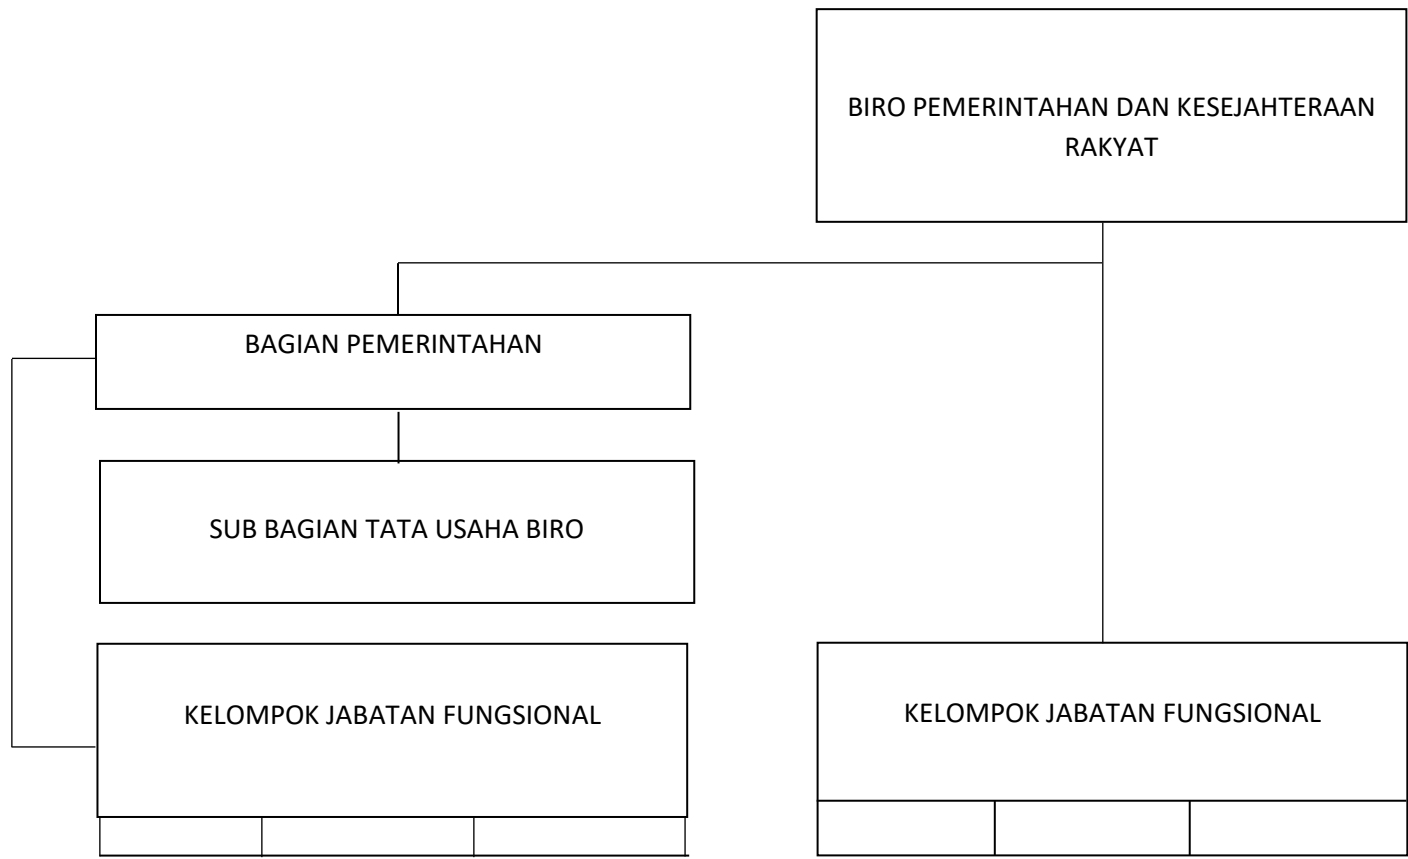 BIRO PEMERINTAHAN DAN KESEJAHTERAAN
RAKYAT
BAGIAN PEMERINTAHAN
SUB BAGIAN TATA USAHA BIRO
KELOMPOK JABATAN FUNGSIONAL
KELOMPOK JABATAN FUNGSIONAL